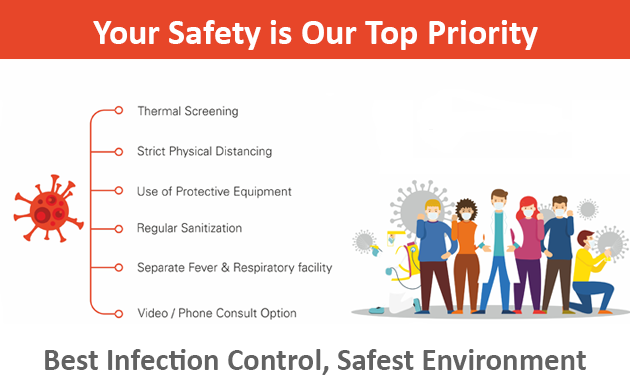 Your Safety is Our Top Priority
Thermal Screening
Strict Physical Distancing
Use of Protective Equipment
Regular Sanitization
Separate Fever & Respiratory facility
Video / Phone Consult Option
Best Infection Control, Safest Environment